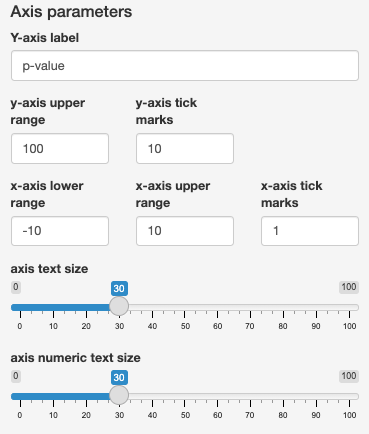 Axis parameters
Y-axis label
p-value
y-axis upper range
y-axis tick marks
100
10
x-axis lower range
x-axis upper range
x-axis tick marks
-10
10
1
axis text size
0 30 100
0 10 20 30 40 50 60 70 80 90 100
axis numeric text size
0 30 100
0 10 20 30 40 50 60 70 80 90 100